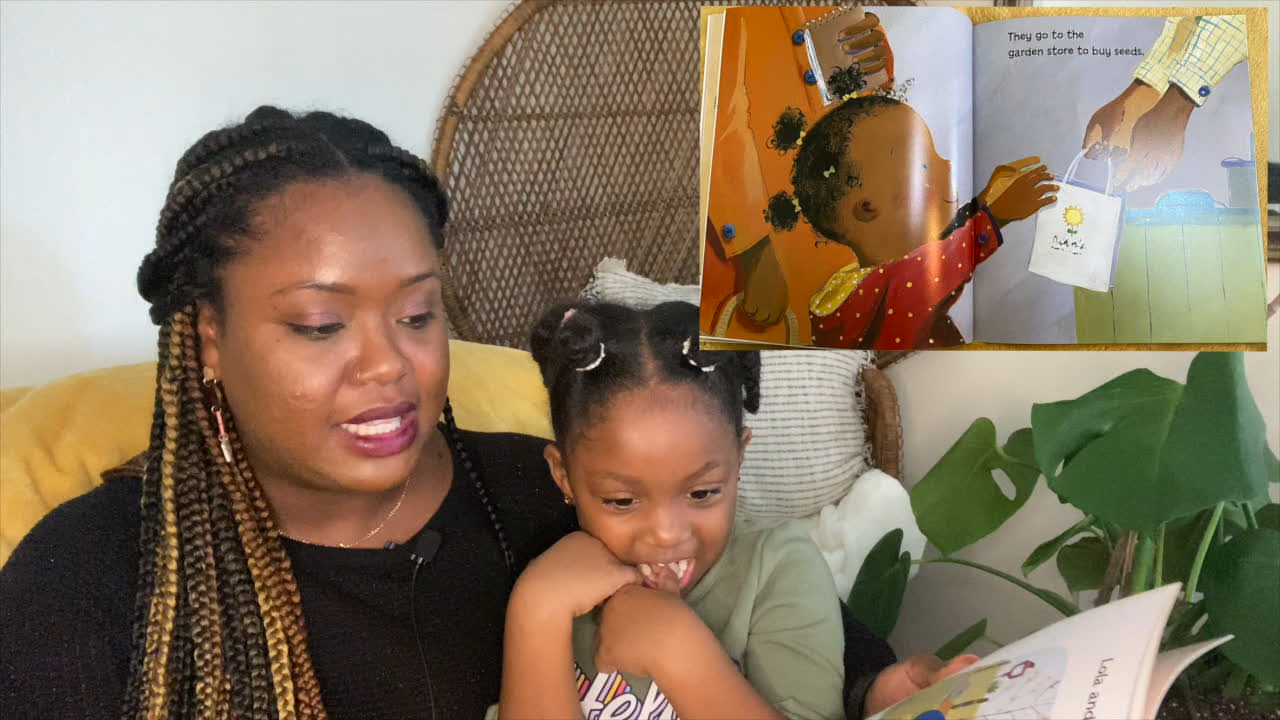 They go to the
garden store to buy seeds.
Lola and